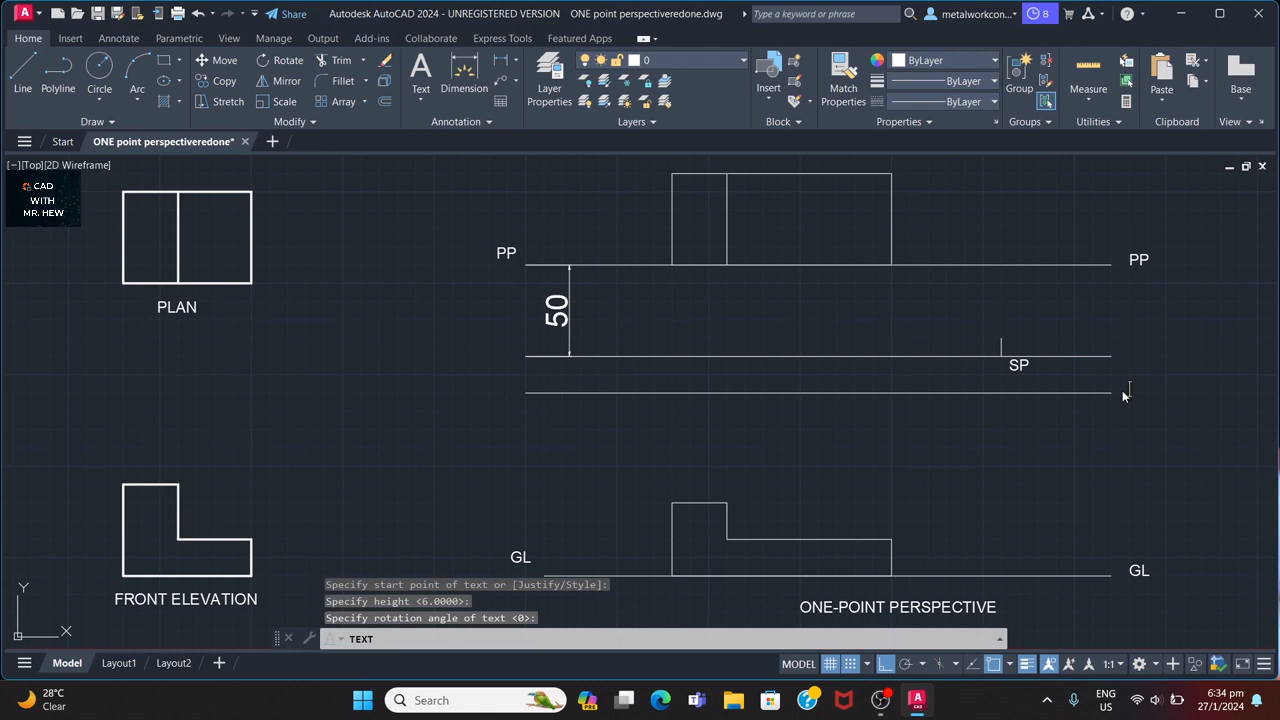 Share
Autodesk AutoCAD 2024 - UNREGISTERED VERSION
ONE point perspectiveredone.dwg
Type a keyword or phrase
metalworkcon...
8
Home
Insert
Annotate
Parametric
View
Manage
Output
Add-ins
Collaborate
Express Tools
Featured Apps
Line
Polyline
Circle
Arc
Move
Copy
Stretch
Rotate
Mirror
Scale
Trim
Fillet
Array
Text
Dimension
Layer
Properties
0
Insert
Match
Properties
ByLayer
ByLayer
ByLayer
Group
Measure
Paste
Base
Draw
Modify
Annotation
Layers
Block
Properties
Groups
Utilities
Clipboard
View
Start
ONE point perspectiveredone*
[−][Top][2D Wireframe]
CAD
WITH
MR. HEW
PP
PP
50
PLAN
SP
GL
GL
FRONT ELEVATION
ONE-POINT PERSPECTIVE
Y
X
Specify start point of text or [Justify/Style]:
Specify height <6.0000>:
Specify rotation angle of text <0>:
TEXT
Model
Layout1
Layout2
MODEL
1:1
28°C
Clear
Search
PRE
ENG
US
6:34 pm
27/1/2024